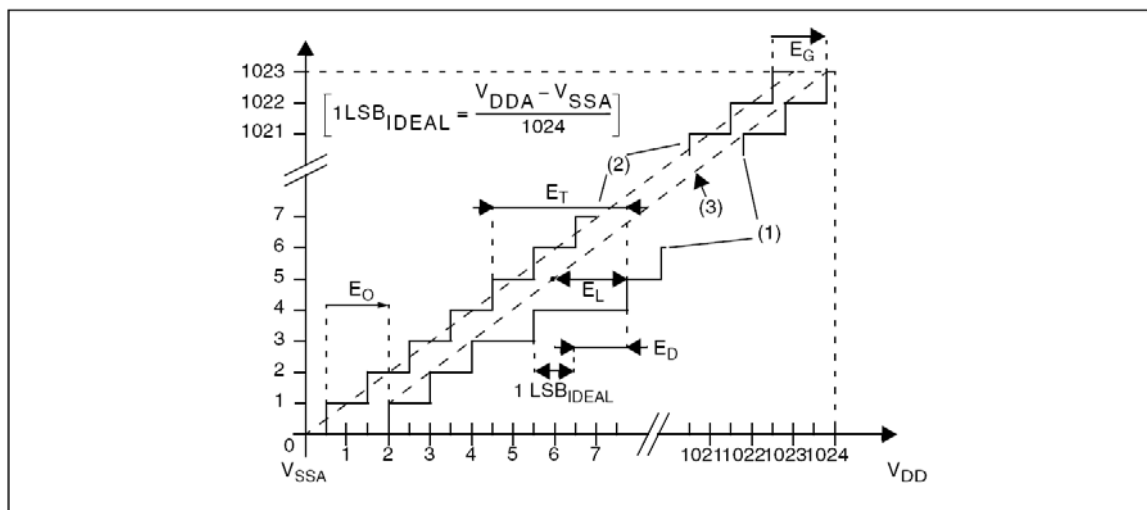 E_G
1023
1022
1021
[1LSB_IDEAL = (V_DDA − V_SSA) / 1024]
(2)
(3)
(1)
E_T
7
6
5
4
3
2
1
0
E_O
E_L
E_D
1 LSB_IDEAL
1 2 3 4 5 6 7 1021 1022 1023 1024
V_SSA
V_DD